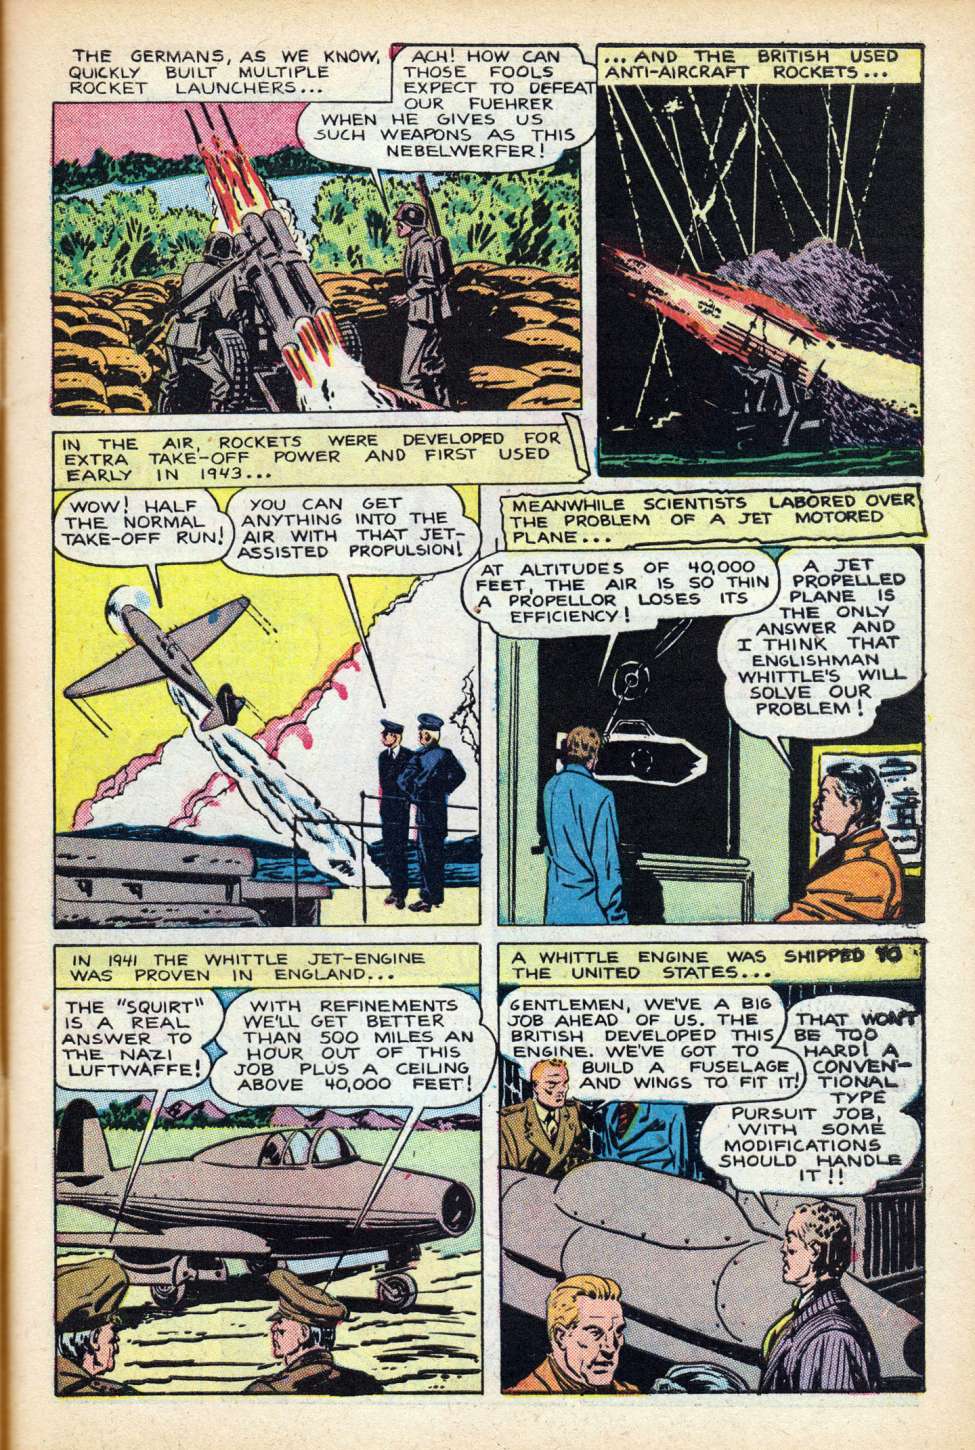 THE GERMANS, AS WE KNOW,
QUICKLY BUILT MULTIPLE
ROCKET LAUNCHERS...
ACH! HOW CAN
THOSE FOOLS
EXPECT TO DEFEAT
OUR FUEHRER
WHEN HE GIVES US
SUCH WEAPONS AS THIS
NEBELWERFER!
...AND THE BRITISH USED
ANTI-AIRCRAFT ROCKETS...
IN THE AIR, ROCKETS WERE DEVELOPED FOR
EXTRA TAKE-OFF POWER AND FIRST USED
EARLY IN 1943...
WOW! HALF
THE NORMAL
TAKE-OFF RUN!
YOU CAN GET
ANYTHING INTO THE
AIR WITH THAT JET-
ASSISTED PROPULSION!
MEANWHILE SCIENTISTS LABORED OVER
THE PROBLEM OF A JET MOTORED
PLANE...
AT ALTITUDES OF 40,000
FEET, THE AIR IS SO THIN
A PROPELLOR LOSES ITS
EFFICIENCY!
A JET
PROPELLED
PLANE IS
THE ONLY
ANSWER AND
I THINK THAT
ENGLISHMAN
WHITTLE'S WILL
SOLVE OUR
PROBLEM!
IN 1941 THE WHITTLE JET-ENGINE
WAS PROVEN IN ENGLAND...
THE "SQUIRT"
IS A REAL
ANSWER TO
THE NAZI
LUFTWAFFE!
WITH REFINEMENTS
WE'LL GET BETTER
THAN 500 MILES AN
HOUR OUT OF THIS
JOB PLUS A CEILING
ABOVE 40,000 FEET!
A WHITTLE ENGINE WAS SHIPPED TO
THE UNITED STATES...
GENTLEMEN, WE'VE A BIG
JOB AHEAD OF US. THE
BRITISH DEVELOPED THIS
ENGINE. WE'VE GOT TO
BUILD A FUSELAGE
AND WINGS TO FIT IT!
THAT WON'T
BE TOO
HARD! A
CONVEN-
TIONAL
TYPE
PURSUIT JOB,
WITH SOME
MODIFICATIONS
SHOULD HANDLE
IT!!